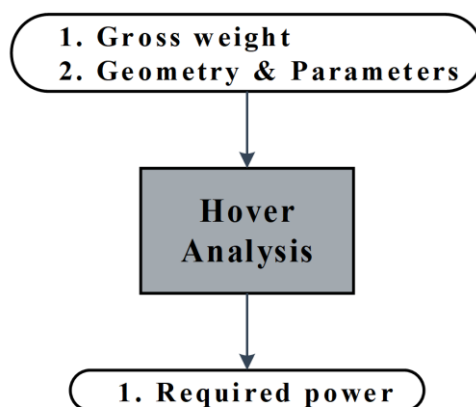 1. Gross weight
2. Geometry & Parameters
Hover
Analysis
1. Required power